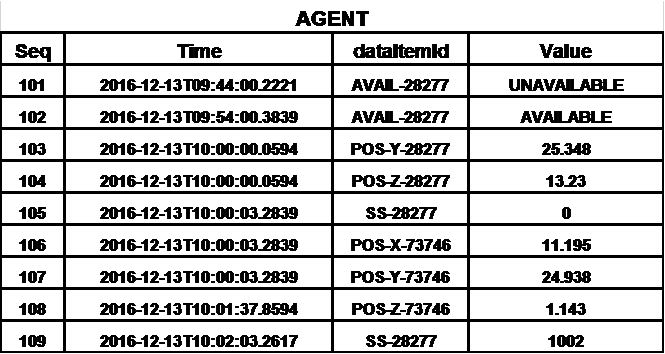 AGENT
Seq Time dataItemId Value
101 2016-12-13T09:44:00.2221 AVAIL-28277 UNAVAILABLE
102 2016-12-13T09:54:00.3839 AVAIL-28277 AVAILABLE
103 2016-12-13T10:00:00.0594 POS-Y-28277 25.348
104 2016-12-13T10:00:00.0594 POS-Z-28277 13.23
105 2016-12-13T10:00:03.2839 SS-28277 0
106 2016-12-13T10:00:03.2839 POS-X-73746 11.195
107 2016-12-13T10:00:03.2839 POS-Y-73746 24.938
108 2016-12-13T10:01:37.8594 POS-Z-73746 1.143
109 2016-12-13T10:02:03.2617 SS-28277 1002